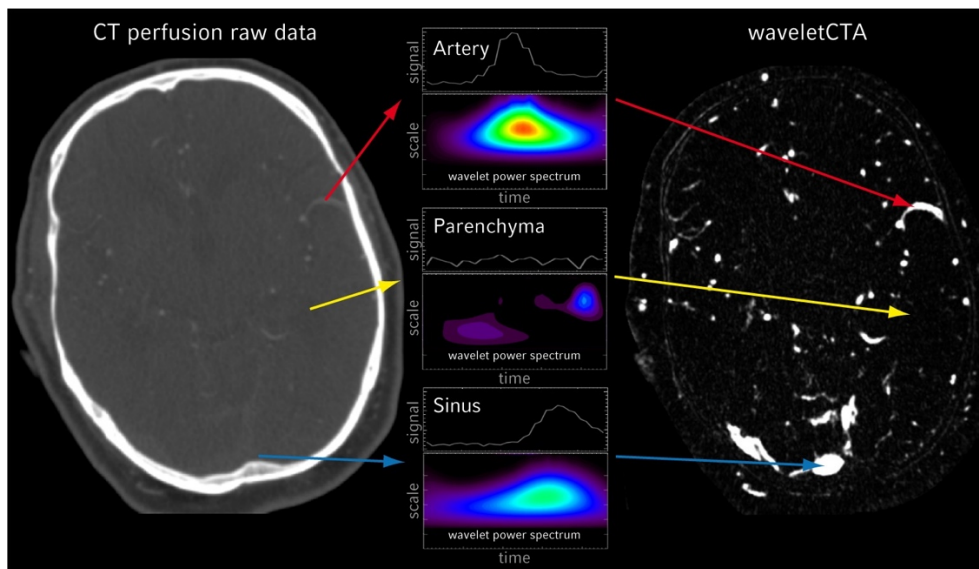 CT perfusion raw data
waveletCTA
Artery
signal
scale
wavelet power spectrum
time
Parenchyma
signal
scale
wavelet power spectrum
time
Sinus
signal
scale
wavelet power spectrum
time